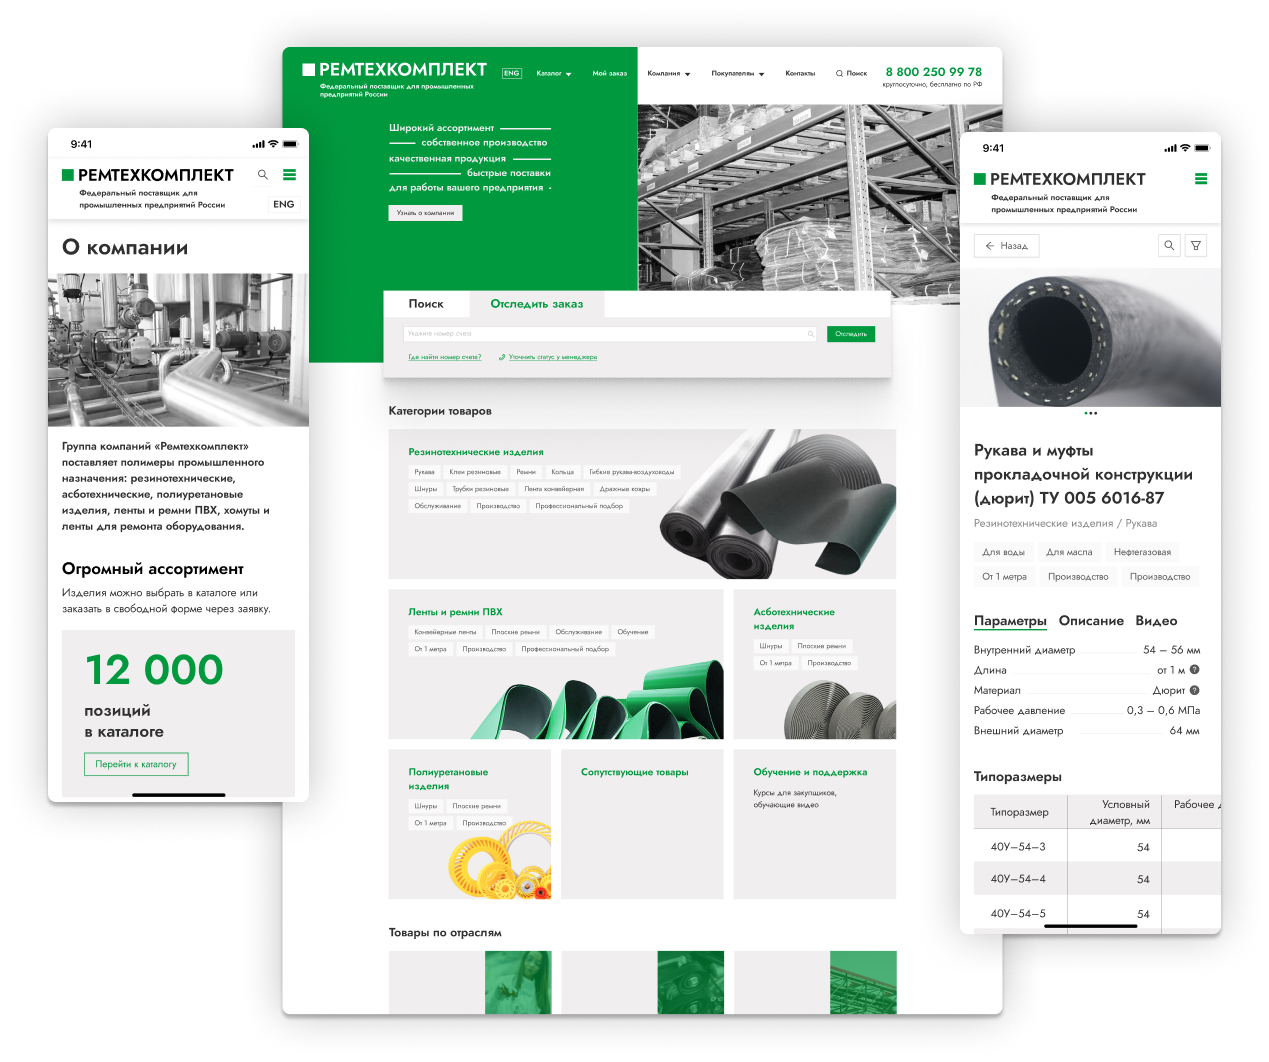 РЕМТЕХКОМПЛЕКТ
Федеральный поставщик для промышленных
предприятий России
ENG
Каталог
Мой заказ
Компания
Покупателям
Контакты
Поиск
8 800 250 99 78
круглосуточно, бесплатно по РФ
Широкий ассортимент
собственное производство
качественная продукция
быстрые поставки
для работы вашего предприятия
Узнать о компании
Поиск
Отследить заказ
Укажите номер счета
Отследить
Где найти номер счета?
Уточнить статус у менеджера
Категории товаров
Резинотехнические изделия
Рукава
Клеи резиновые
Ремни
Кольца
Гибкие рукава-воздуховоды
Шнуры
Трубки резиновые
Лента конвейерная
Дражные ковры
Обслуживание
Производство
Профессиональный подбор
Ленты и ремни ПВХ
Конвейерные ленты
Плоские ремни
Обслуживание
Обучение
От 1 метра
Производство
Профессиональный подбор
Асботехнические
изделия
Шнуры
Плоские ремни
От 1 метра
Производство
Полиуретановые
изделия
Шнуры
Плоские ремни
От 1 метра
Производство
Сопутствующие товары
Обучение и поддержка
Курсы для закупщиков,
обучающие видео
Товары по отраслям
9:41
РЕМТЕХКОМПЛЕКТ
Федеральный поставщик для
промышленных предприятий России
ENG
О компании
Группа компаний «Ремтехкомплект»
поставляет полимеры промышленного
назначения: резинотехнические,
асботехнические, полиуретановые
изделия, ленты и ремни ПВХ, хомуты и
ленты для ремонта оборудования.
Огромный ассортимент
Изделия можно выбрать в каталоге или
заказать в свободной форме через заявку.
12 000
позиций
в каталоге
Перейти к каталогу
9:41
РЕМТЕХКОМПЛЕКТ
Федеральный поставщик для
промышленных предприятий России
Назад
Рукава и муфты
прокладочной конструкции
(дюрит) ТУ 005 6016-87
Резинотехнические изделия / Рукава
Для воды
Для масла
Нефтегазовая
От 1 метра
Производство
Производство
Параметры
Описание
Видео
Внутренний диаметр 54 – 56 мм
Длина от 1 м ?
Материал Дюрит ?
Рабочее давление 0,3 – 0,6 МПа
Внешний диаметр 64 мм
Типоразмеры
Типоразмер
Условный
диаметр, мм
Рабочее
40У–54–3 54
40У–54–4 54
40У–54–5 54